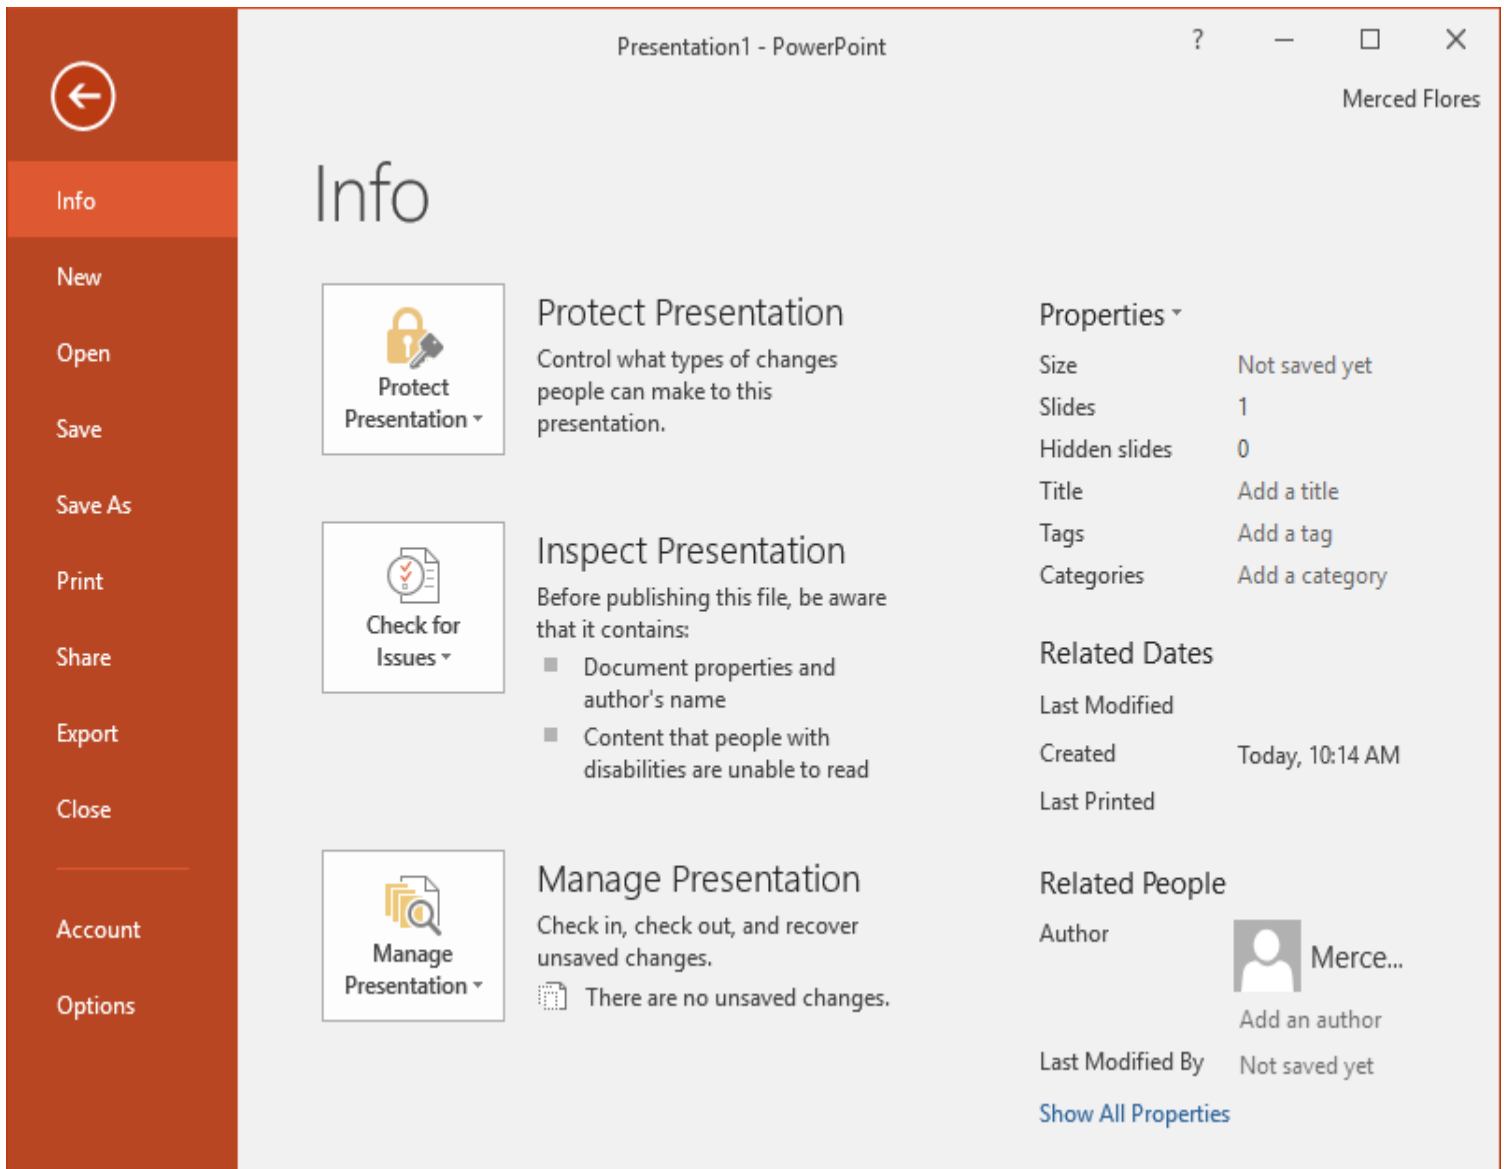 Presentation1 - PowerPoint
?
Merced Flores
Info
New
Open
Save
Save As
Print
Share
Export
Close
Account
Options
Info
Protect
Presentation
Protect Presentation
Control what types of changes
people can make to this
presentation.
Check for
Issues
Inspect Presentation
Before publishing this file, be aware
that it contains:
Document properties and
author's name
Content that people with
disabilities are unable to read
Manage
Presentation
Manage Presentation
Check in, check out, and recover
unsaved changes.
There are no unsaved changes.
Properties
Size Not saved yet
Slides 1
Hidden slides 0
Title Add a title
Tags Add a tag
Categories Add a category
Related Dates
Last Modified
Created Today, 10:14 AM
Last Printed
Related People
Author Merce...
Add an author
Last Modified By Not saved yet
Show All Properties